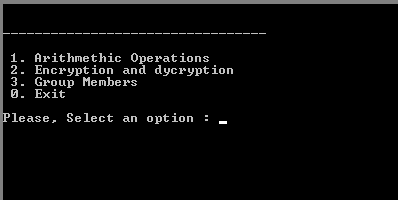 ---------------------------------
1. Arithmethic Operations
2. Encryption and dycryption
3. Group Members
0. Exit
Please, Select an option : _